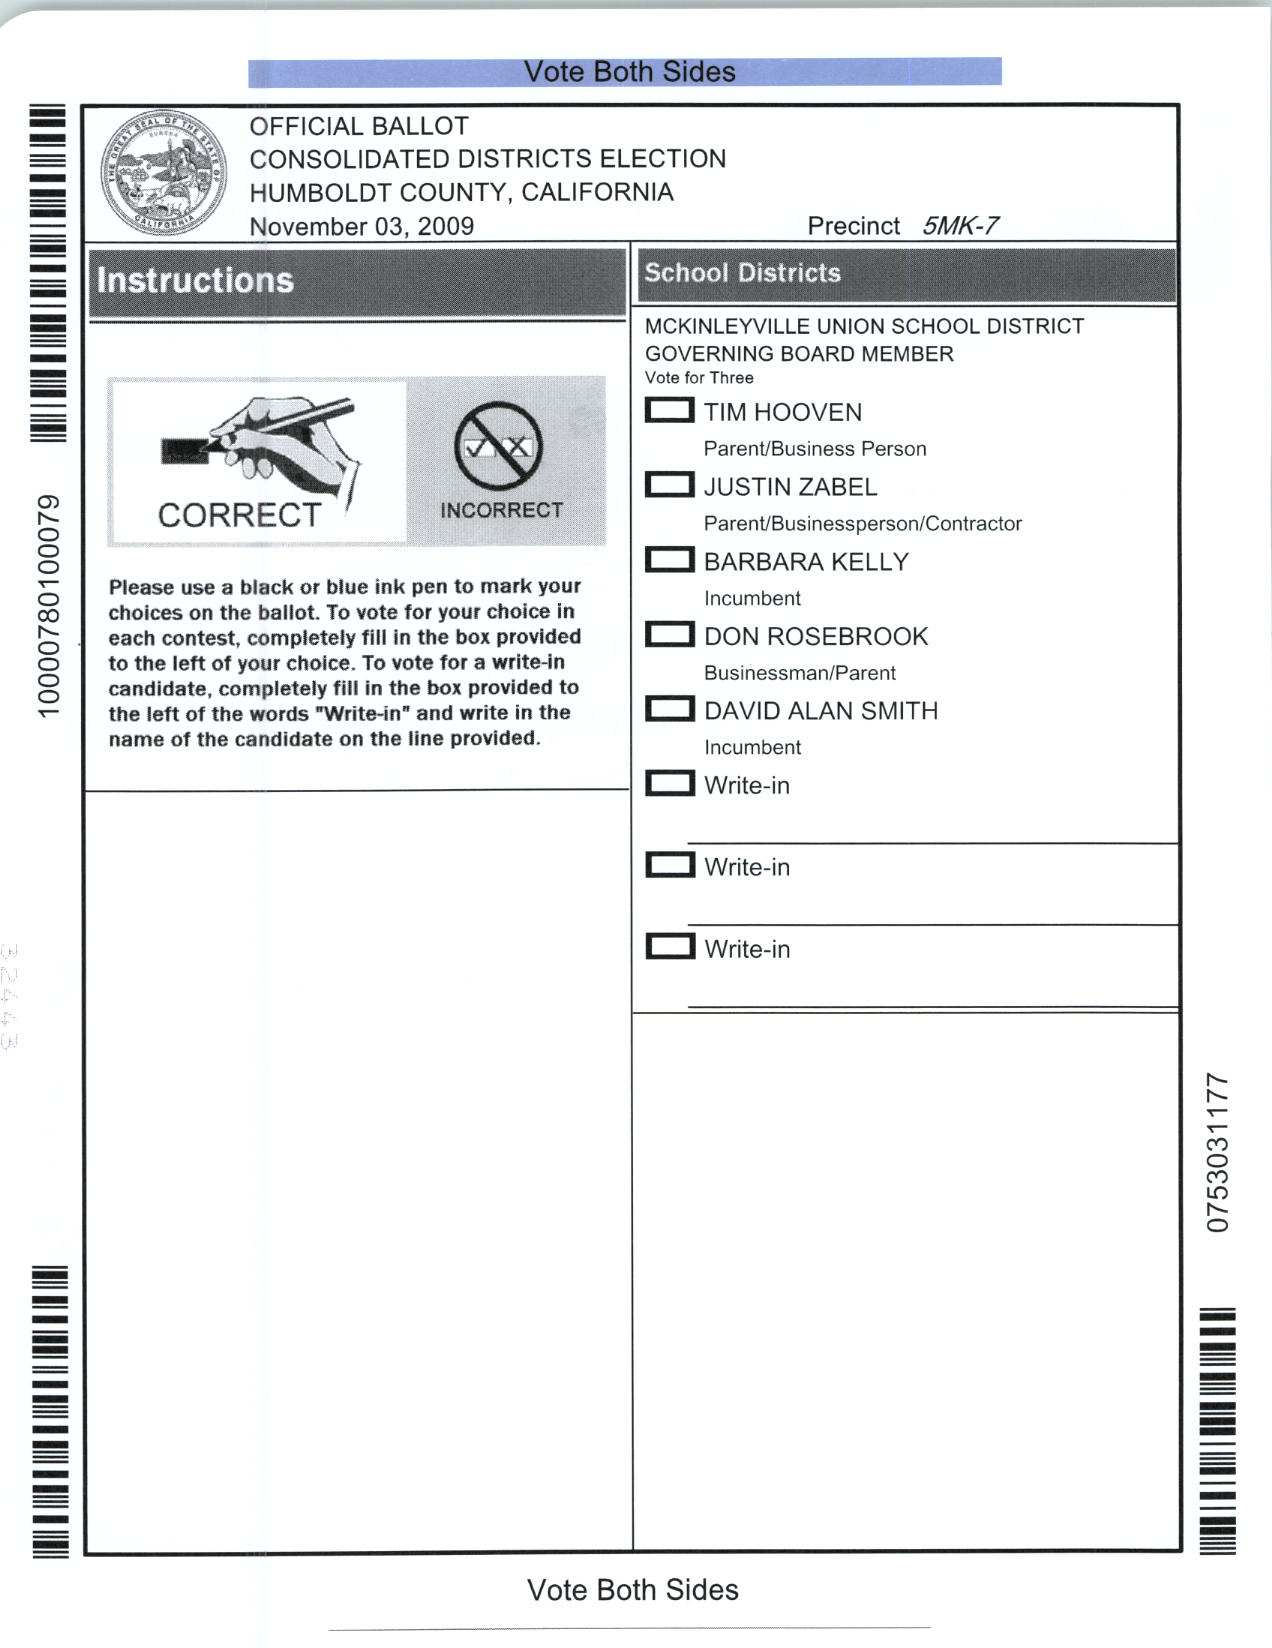 Vote Both Sides
THE GREAT SEAL OF THE STATE OF CALIFORNIA
EUREKA
OFFICIAL BALLOT
CONSOLIDATED DISTRICTS ELECTION
HUMBOLDT COUNTY, CALIFORNIA
November 03, 2009
Precinct 5MK-7
Instructions
CORRECT
INCORRECT
Please use a black or blue ink pen to mark your
choices on the ballot. To vote for your choice in
each contest, completely fill in the box provided
to the left of your choice. To vote for a write-in
candidate, completely fill in the box provided to
the left of the words "Write-in" and write in the
name of the candidate on the line provided.
School Districts
MCKINLEYVILLE UNION SCHOOL DISTRICT
GOVERNING BOARD MEMBER
Vote for Three
TIM HOOVEN
Parent/Business Person
JUSTIN ZABEL
Parent/Businessperson/Contractor
BARBARA KELLY
Incumbent
DON ROSEBROOK
Businessman/Parent
DAVID ALAN SMITH
Incumbent
Write-in
Write-in
Write-in
10000780100079
32443
0753031177
Vote Both Sides